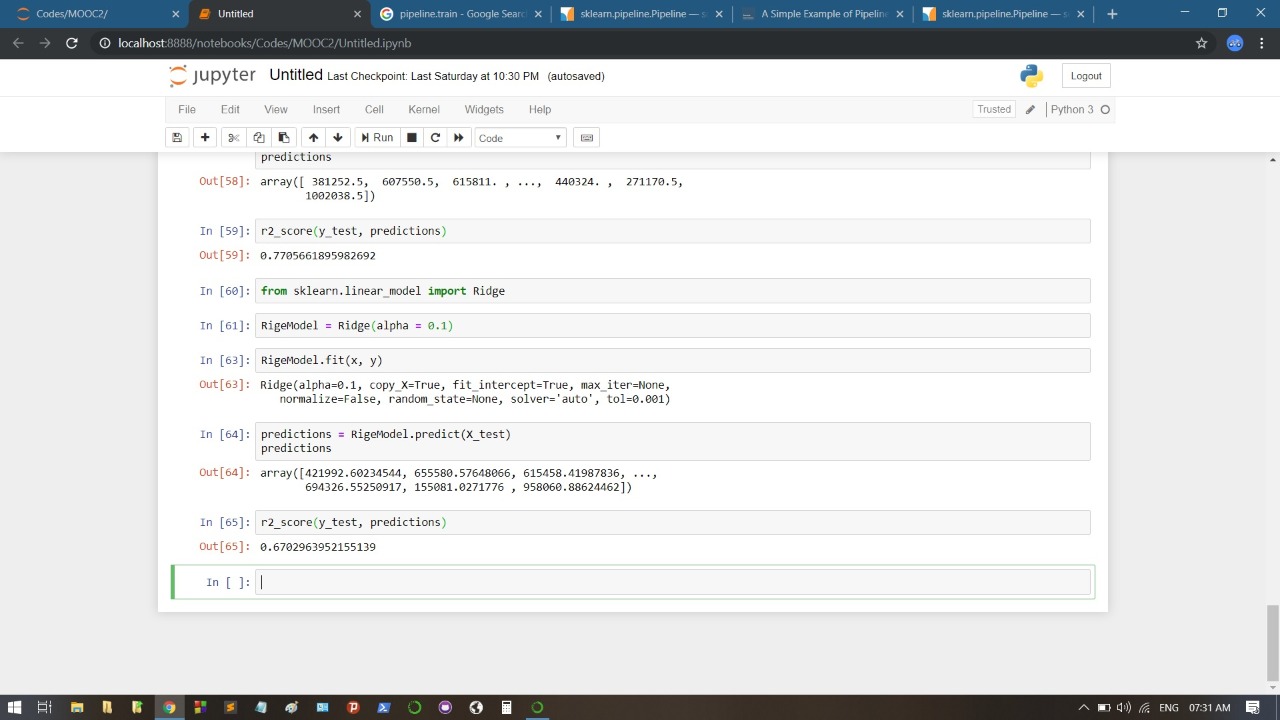 Codes/MOOC2/
Untitled
pipeline.train - Google Searc
sklearn.pipeline.Pipeline — s
A Simple Example of Pipeline
sklearn.pipeline.Pipeline — s
localhost:8888/notebooks/Codes/MOOC2/Untitled.ipynb
jupyter Untitled Last Checkpoint: Last Saturday at 10:30 PM (autosaved)
Logout
File Edit View Insert Cell Kernel Widgets Help
Trusted
Python 3
Run
Code
predictions
Out[58]: array([ 381252.5, 607550.5, 615811. , ..., 440324. , 271170.5,
1002038.5])
In [59]: r2_score(y_test, predictions)
Out[59]: 0.7705661895982692
In [60]: from sklearn.linear_model import Ridge
In [61]: RigeModel = Ridge(alpha = 0.1)
In [63]: RigeModel.fit(x, y)
Out[63]: Ridge(alpha=0.1, copy_X=True, fit_intercept=True, max_iter=None,
normalize=False, random_state=None, solver='auto', tol=0.001)
In [64]: predictions = RigeModel.predict(X_test)
predictions
Out[64]: array([421992.60234544, 655580.57648066, 615458.41987836, ...,
694326.55250917, 155081.0271776 , 958060.88624462])
In [65]: r2_score(y_test, predictions)
Out[65]: 0.6702963952155139
In [ ]:
ENG 07:31 AM